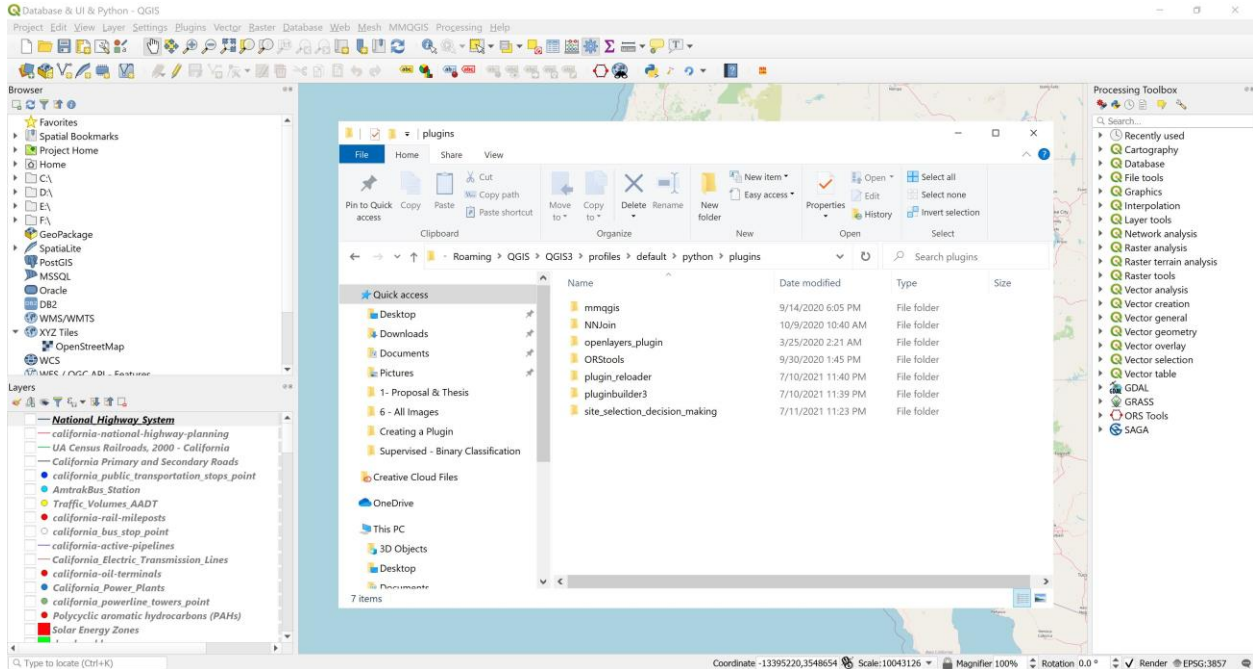 Database & UI & Python - QGIS
Project Edit View Layer Settings Plugins Vector Raster Database Web Mesh MMQGIS Processing Help
Browser
Favorites
Spatial Bookmarks
Project Home
Home
C:\
D:\
E:\
F:\
GeoPackage
SpatiaLite
PostGIS
MSSQL
Oracle
DB2
WMS/WMTS
XYZ Tiles
OpenStreetMap
WCS
WFS / OGC API - Features
Layers
National_Highway_System
california-national-highway-planning
UA Census Railroads, 2000 - California
California Primary and Secondary Roads
california_public_transportation_stops_point
AmtrakBus_Station
Traffic_Volumes_AADT
california-rail-mileposts
california_bus_stop_point
california-active-pipelines
California_Electric_Transmission_Lines
california-oil-terminals
California_Power_Plants
california_powerline_towers_point
Polycyclic aromatic hydrocarbons (PAHs)
Solar Energy Zones
plugins
File Home Share View
Pin to Quick access
Copy
Paste
Cut
Copy path
Paste shortcut
Clipboard
Move to
Copy to
Delete
Rename
Organize
New folder
New item
Easy access
New
Properties
Open
Edit
History
Open
Select all
Select none
Invert selection
Select
Roaming > QGIS > QGIS3 > profiles > default > python > plugins
Search plugins
Quick access
Desktop
Downloads
Documents
Pictures
1- Proposal & Thesis
6 - All Images
Creating a Plugin
Supervised - Binary Classification
Creative Cloud Files
OneDrive
This PC
3D Objects
Desktop
Documents
Name Date modified Type Size
mmqgis 9/14/2020 6:05 PM File folder
NNJoin 10/9/2020 10:40 AM File folder
openlayers_plugin 3/25/2020 2:21 AM File folder
ORStools 9/30/2020 1:45 PM File folder
plugin_reloader 7/10/2021 11:40 PM File folder
pluginbuilder3 7/10/2021 11:39 PM File folder
site_selection_decision_making 7/11/2021 11:23 PM File folder
7 items
Processing Toolbox
Search...
Recently used
Cartography
Database
File tools
Graphics
Interpolation
Layer tools
Network analysis
Raster analysis
Raster terrain analysis
Raster tools
Vector analysis
Vector creation
Vector general
Vector geometry
Vector overlay
Vector selection
Vector table
GDAL
GRASS
ORS Tools
SAGA
Type to locate (Ctrl+K)
Coordinate -13395220,3548654 Scale 1:10043126 Magnifier 100% Rotation 0.0 ° Render EPSG:3857